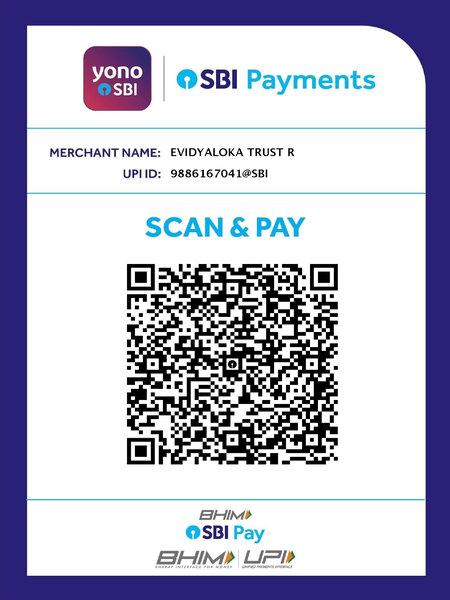 yono
SBI
SBI Payments
MERCHANT NAME: EVIDYALOKA TRUST R
UPI ID: 9886167041@SBI
SCAN & PAY
BHIM
SBI Pay
BHIM UPI
BHARAT INTERFACE FOR MONEY UNIFIED PAYMENTS INTERFACE